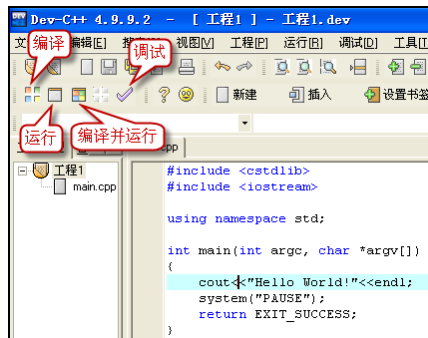 Dev-C++ 4.9.9.2 - [ 工程1 ] - 工程1.dev
编辑[E] 视图[V] 工程[P] 运行[R] 调试[D] 工具[T
编译
调试
新建 插入 设置书签
运行
编译并运行
工程1
main.cpp
#include <cstdlib>
#include <iostream>
using namespace std;
int main(int argc, char *argv[])
{
cout<<"Hello World!"<<endl;
system("PAUSE");
return EXIT_SUCCESS;
}